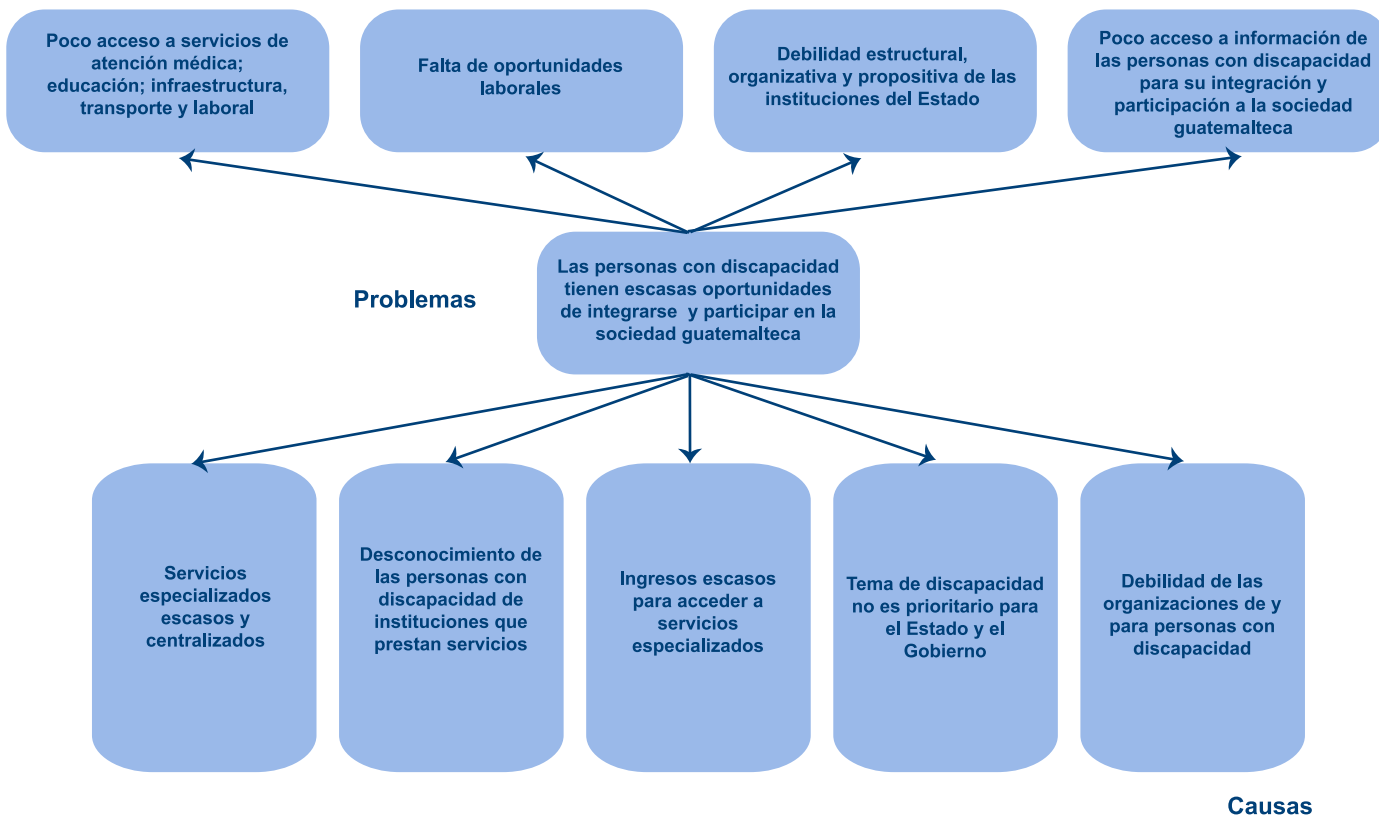 Poco acceso a servicios de
atención médica;
educación; infraestructura,
transporte y laboral
Falta de oportunidades
laborales
Debilidad estructural,
organizativa y propositiva de las
instituciones del Estado
Poco acceso a información de
las personas con discapacidad
para su integración y
participación a la sociedad
guatemalteca
Problemas
Las personas con discapacidad
tienen escasas oportunidades
de integrarse y participar en la
sociedad guatemalteca
Servicios
especializados
escasos y
centralizados
Desconocimiento de
las personas con
discapacidad de
instituciones que
prestan servicios
Ingresos escasos
para acceder a
servicios
especializados
Tema de discapacidad
no es prioritario para
el Estado y el
Gobierno
Debilidad de las
organizaciones de y
para personas con
discapacidad
Causas